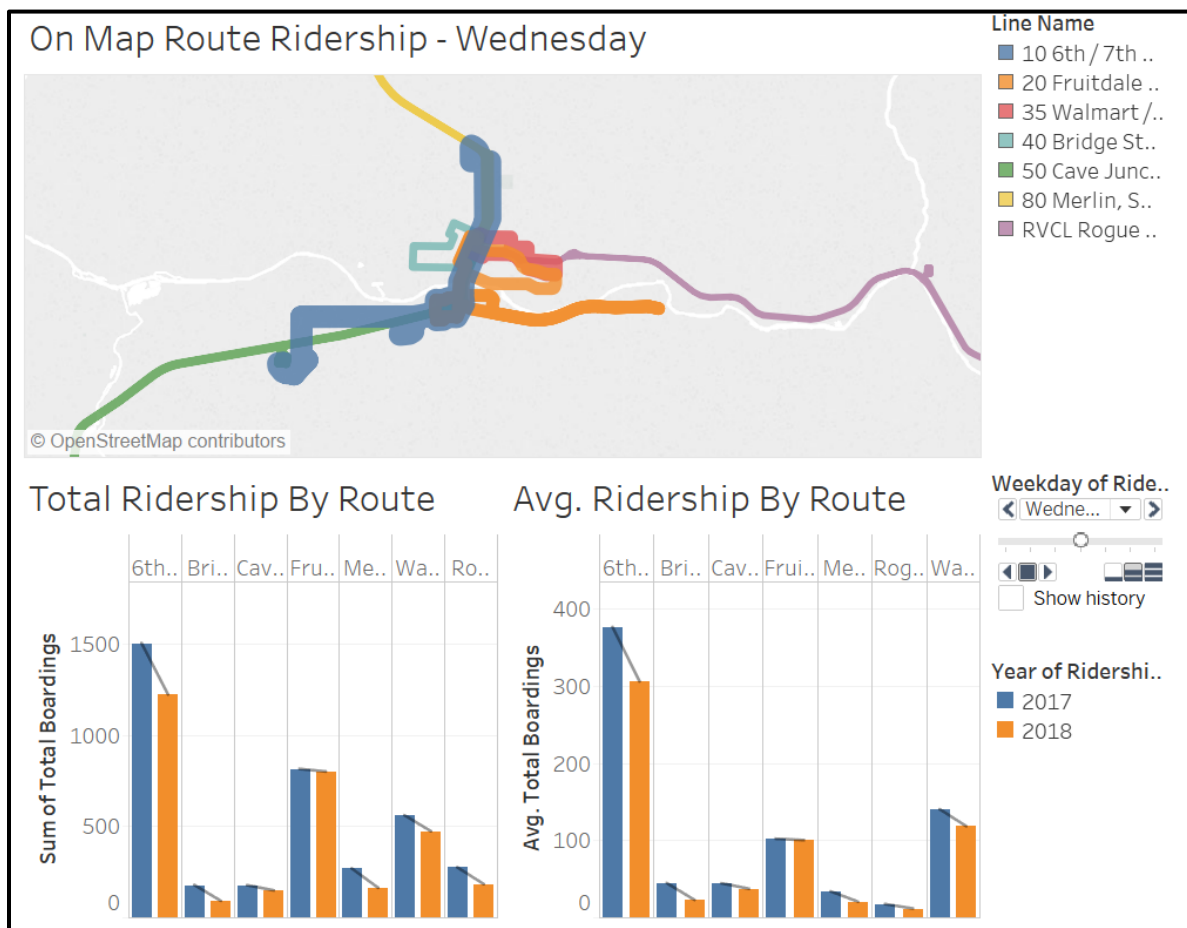 On Map Route Ridership - Wednesday
© OpenStreetMap contributors
Line Name
10 6th / 7th ..
20 Fruitdale ..
35 Walmart /..
40 Bridge St..
50 Cave Junc..
80 Merlin, S..
RVCL Rogue ..
Total Ridership By Route
6th.. Bri.. Cav.. Fru.. Me.. Wa.. Ro..
Sum of Total Boardings
1500
1000
500
0
Avg. Ridership By Route
6th.. Bri.. Cav.. Frui.. Me.. Rog.. Wa..
Avg. Total Boardings
400
300
200
100
0
Weekday of Ride..
Wedne...
Show history
Year of Ridershi..
2017
2018